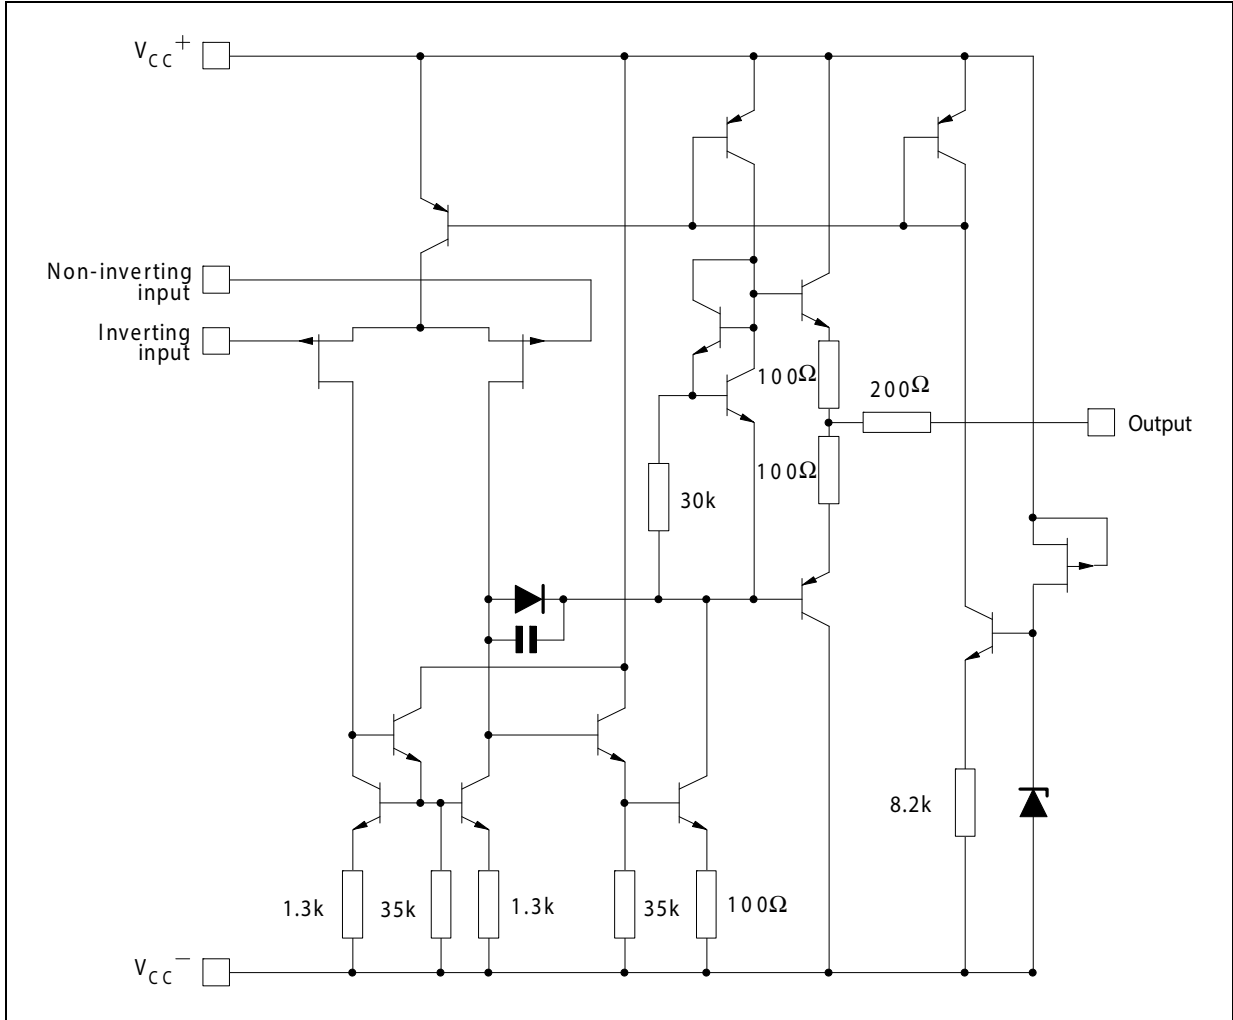 VCC+
Non-inverting
input
Inverting
input
100Ω
200Ω
Output
100Ω
30k
8.2k
1.3k
35k
1.3k
35k
100Ω
VCC−